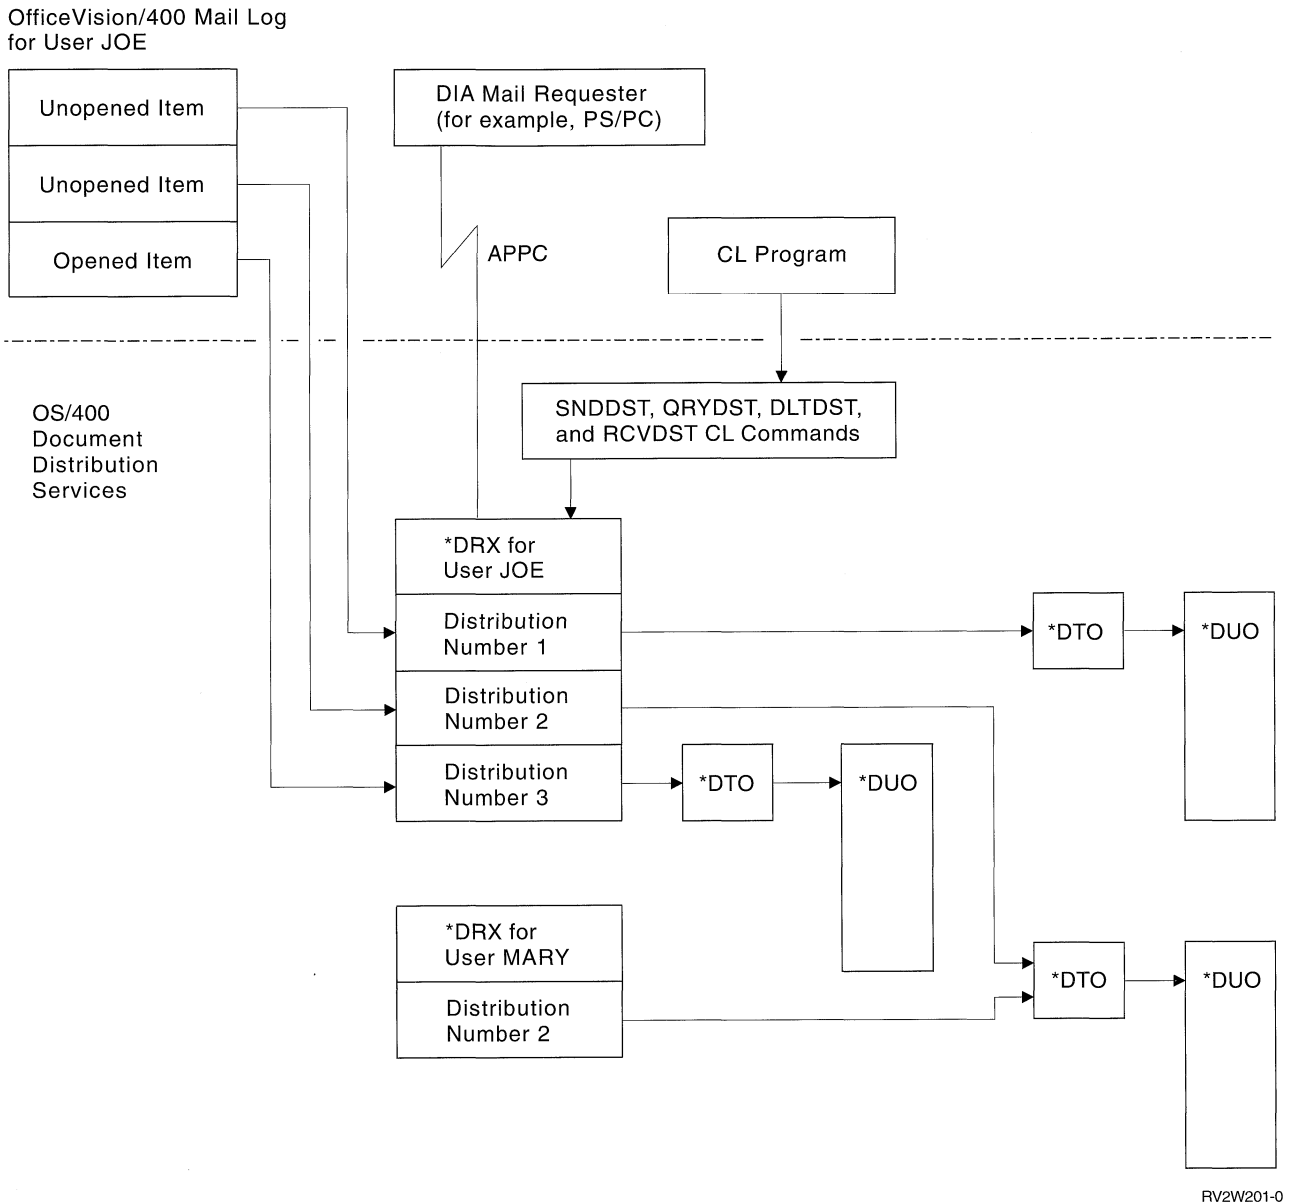 OfficeVision/400 Mail Log
for User JOE
Unopened Item
Unopened Item
Opened Item
DIA Mail Requester
(for example, PS/PC)
APPC
CL Program
OS/400
Document
Distribution
Services
SNDDST, QRYDST, DLTDST,
and RCVDST CL Commands
*DRX for
User JOE
Distribution
Number 1
*DTO
*DUO
Distribution
Number 2
Distribution
Number 3
*DTO
*DUO
*DRX for
User MARY
Distribution
Number 2
*DTO
*DUO
RV2W201-0